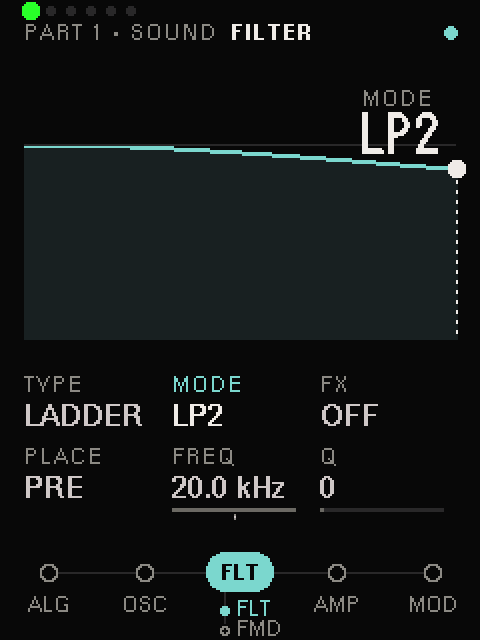 PART 1 · SOUND FILTER
MODE
LP2
TYPE MODE FX
LADDER LP2 OFF
PLACE FREQ Q
PRE 20.0 kHz 0
FLT
ALG OSC AMP MOD
FLT
FMD